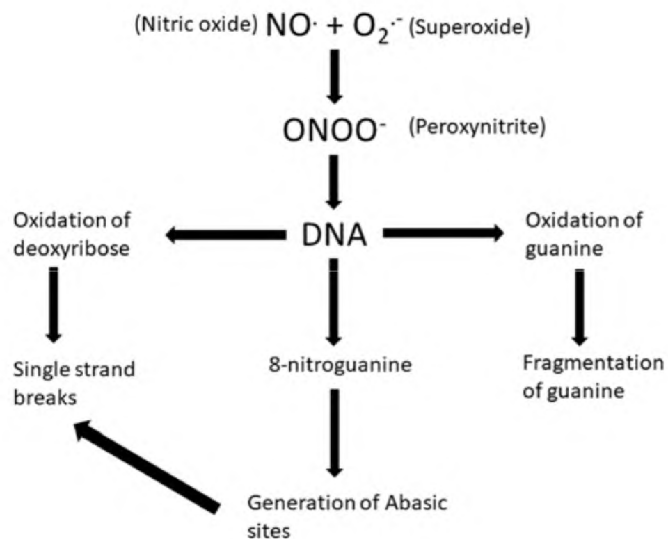 (Nitric oxide) NO· + O₂·⁻ (Superoxide)
ONOO⁻ (Peroxynitrite)
Oxidation of
deoxyribose
DNA
Oxidation of
guanine
Single strand
breaks
8-nitroguanine
Fragmentation
of guanine
Generation of Abasic
sites